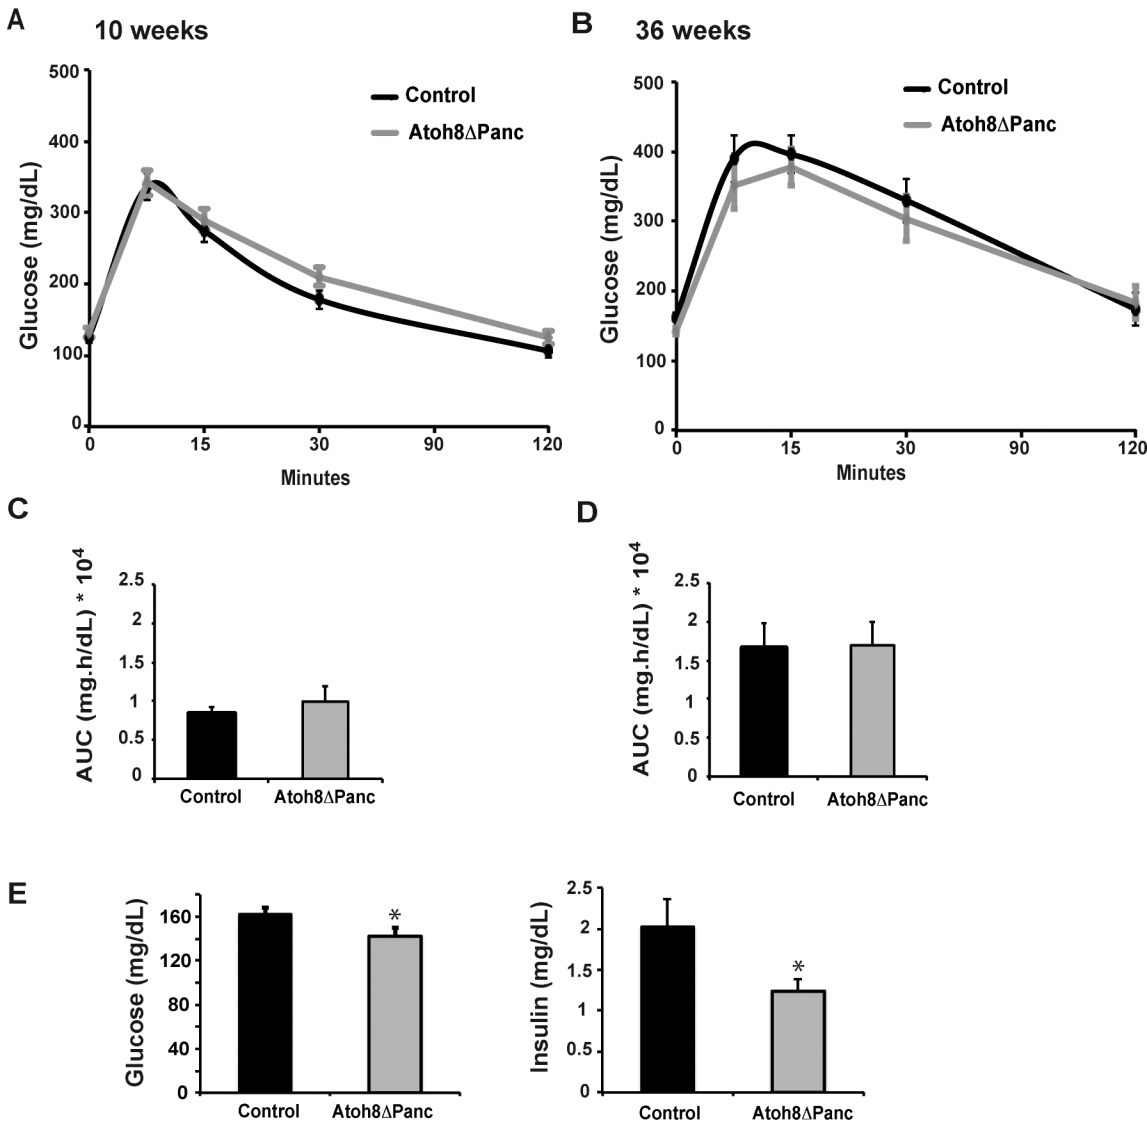 A
10 weeks
500
400
300
200
100
0
Glucose (mg/dL)
Control
Atoh8ΔPanc
0 15 30 90 120
Minutes
B
36 weeks
500
400
300
200
100
0
Glucose (mg/dL)
Control
Atoh8ΔPanc
0 15 30 90 120
Minutes
C
AUC (mg.h/dL) * 10⁴
2.5
2
1.5
1
0.5
0
Control Atoh8ΔPanc
D
AUC (mg.h/dL) * 10⁴
2.5
2
1.5
1
0.5
0
Control Atoh8ΔPanc
E
Glucose (mg/dL)
160
120
80
40
0
*
Control Atoh8ΔPanc
Insulin (mg/dL)
2.5
2
1.5
1
0.5
0
*
Control Atoh8ΔPanc